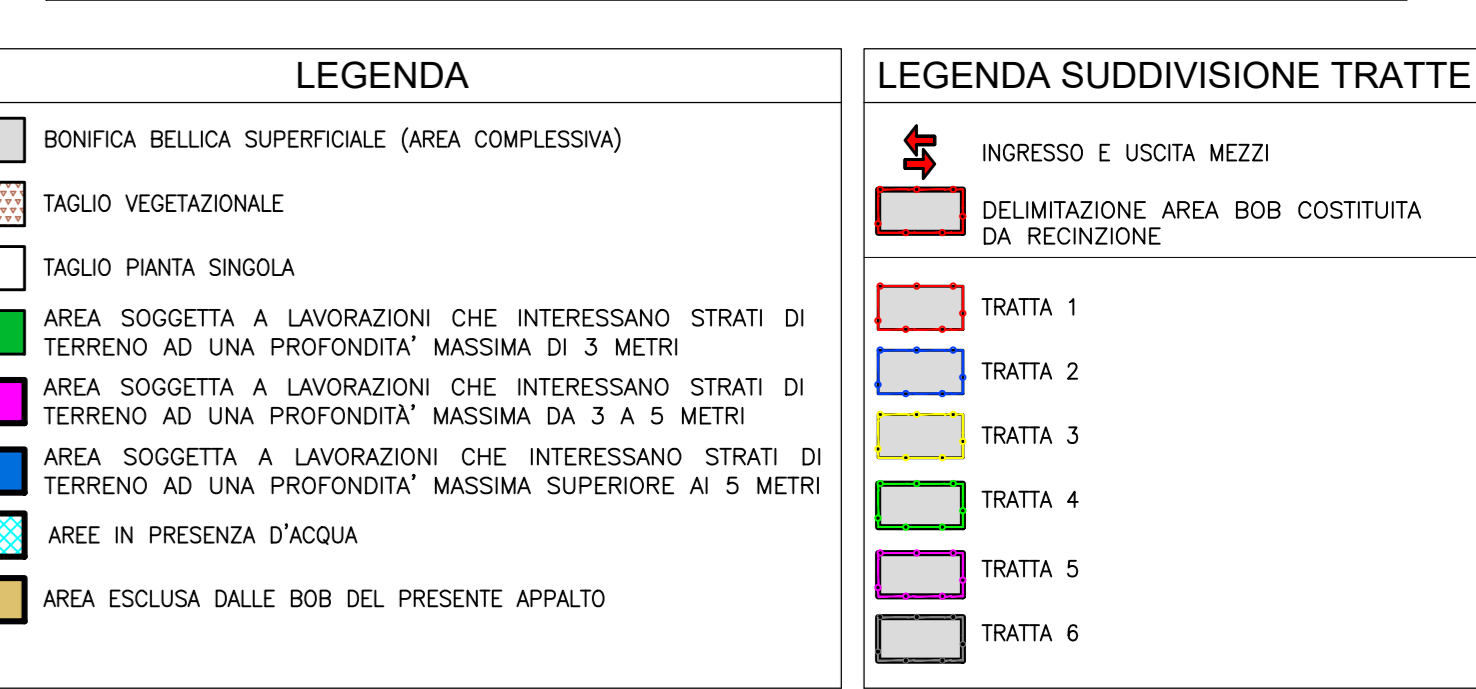 LEGENDA
BONIFICA BELLICA SUPERFICIALE (AREA COMPLESSIVA)
TAGLIO VEGETAZIONALE
TAGLIO PIANTA SINGOLA
AREA SOGGETTA A LAVORAZIONI CHE INTERESSANO STRATI DI
TERRENO AD UNA PROFONDITA' MASSIMA DI 3 METRI
AREA SOGGETTA A LAVORAZIONI CHE INTERESSANO STRATI DI
TERRENO AD UNA PROFONDITÀ' MASSIMA DA 3 A 5 METRI
AREA SOGGETTA A LAVORAZIONI CHE INTERESSANO STRATI DI
TERRENO AD UNA PROFONDITA' MASSIMA SUPERIORE AI 5 METRI
AREE IN PRESENZA D'ACQUA
AREA ESCLUSA DALLE BOB DEL PRESENTE APPALTO
LEGENDA SUDDIVISIONE TRATTE
INGRESSO E USCITA MEZZI
DELIMITAZIONE AREA BOB COSTITUITA
DA RECINZIONE
TRATTA 1
TRATTA 2
TRATTA 3
TRATTA 4
TRATTA 5
TRATTA 6